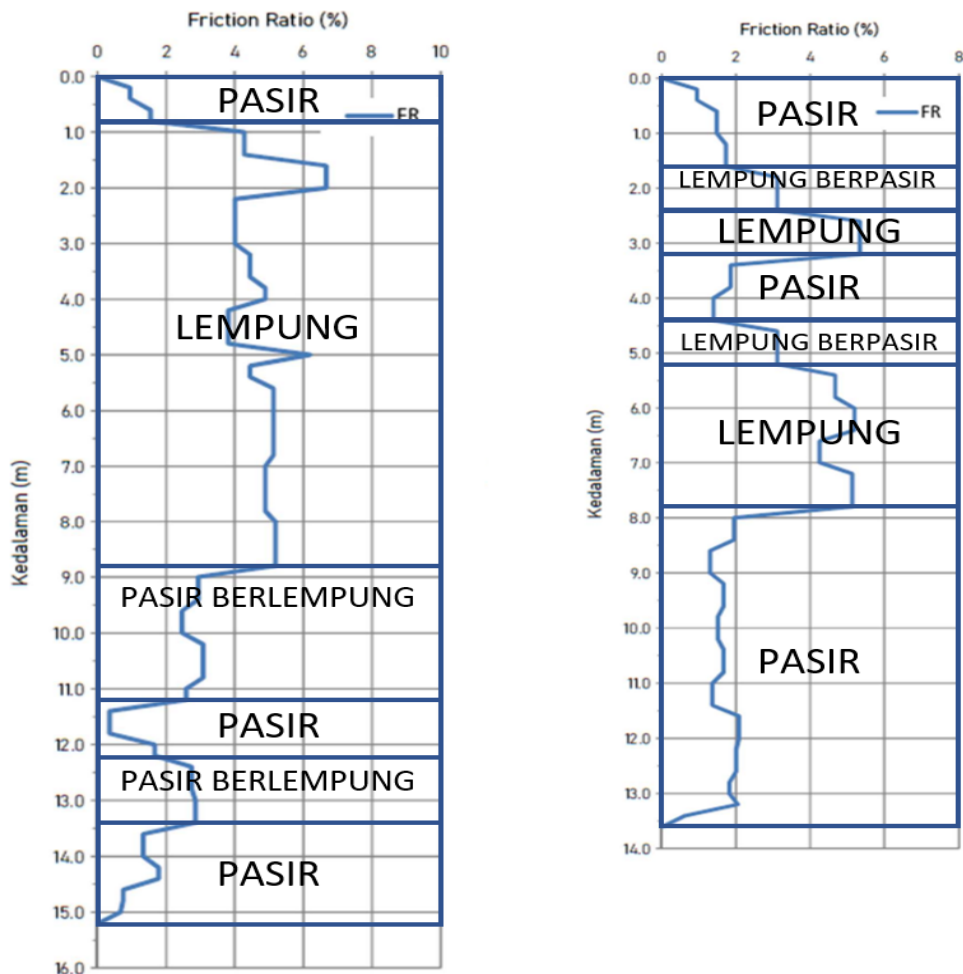 Friction Ratio (%)
0 2 4 6 8 10
0.0
PASIR
FR
1.0
2.0
3.0
4.0
LEMPUNG
5.0
6.0
7.0
Kedalaman (m)
8.0
9.0
PASIR BERLEMPUNG
10.0
11.0
PASIR
12.0
PASIR BERLEMPUNG
13.0
14.0
PASIR
15.0
16.0
Friction Ratio (%)
0 2 4 6 8
0.0
PASIR
FR
1.0
LEMPUNG BERPASIR
2.0
LEMPUNG
3.0
PASIR
4.0
LEMPUNG BERPASIR
5.0
6.0
LEMPUNG
7.0
Kedalaman (m)
8.0
9.0
10.0
PASIR
11.0
12.0
13.0
14.0